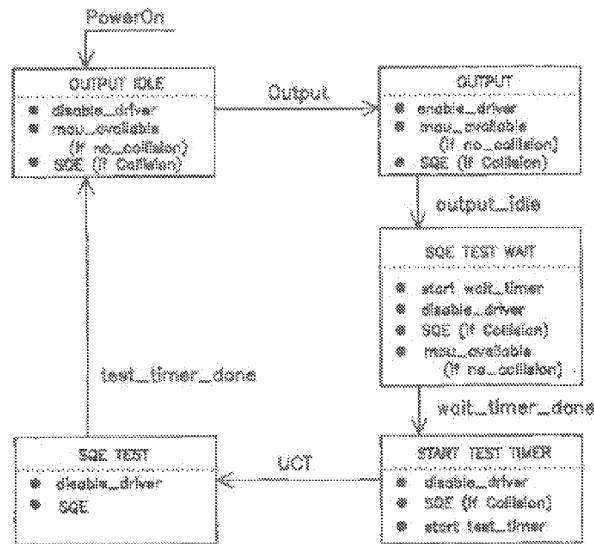 PowerOn
OUTPUT IDLE
disable_driver
mau_available
(if no_collision)
SQE (if Collision)
Output
OUTPUT
enable_driver
mau_available
(if no_collision)
SQE (if Collision)
output_idle
SQE TEST WAIT
start wait_timer
disable_driver
SQE (if Collision)
mau_available
(if no_collision)
wait_timer_done
START TEST TIMER
disable_driver
SQE (if Collision)
start test_timer
UCT
SQE TEST
disable_driver
SQE
test_timer_done